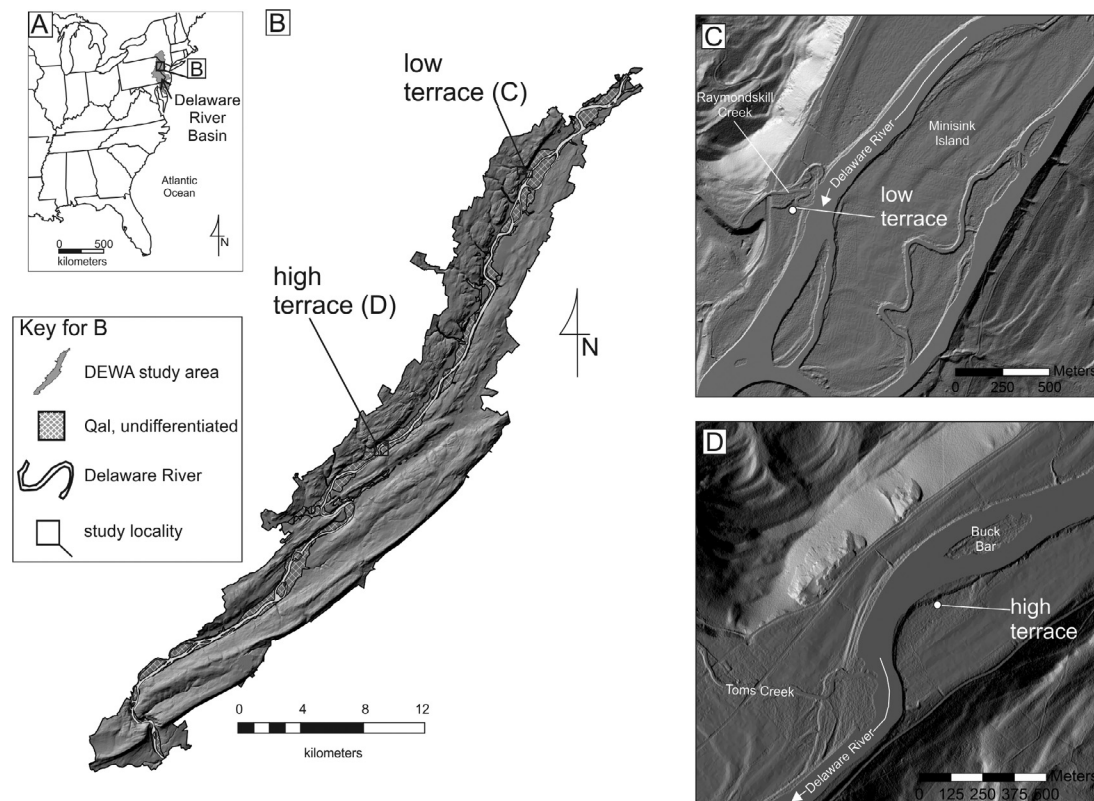 A
B
Delaware
River
Basin
Atlantic
Ocean
N
0 500
kilometers
Key for B
DEWA study area
Qal, undifferentiated
Delaware River
study locality
B
low
terrace (C)
high
terrace (D)
N
0 4 8 12
kilometers
C
Raymondskill
Creek
Delaware River
Minisink
Island
low
terrace
Meters
0 250 500
D
Buck
Bar
high
terrace
Toms Creek
Delaware River
Meters
0 125 250 375 500